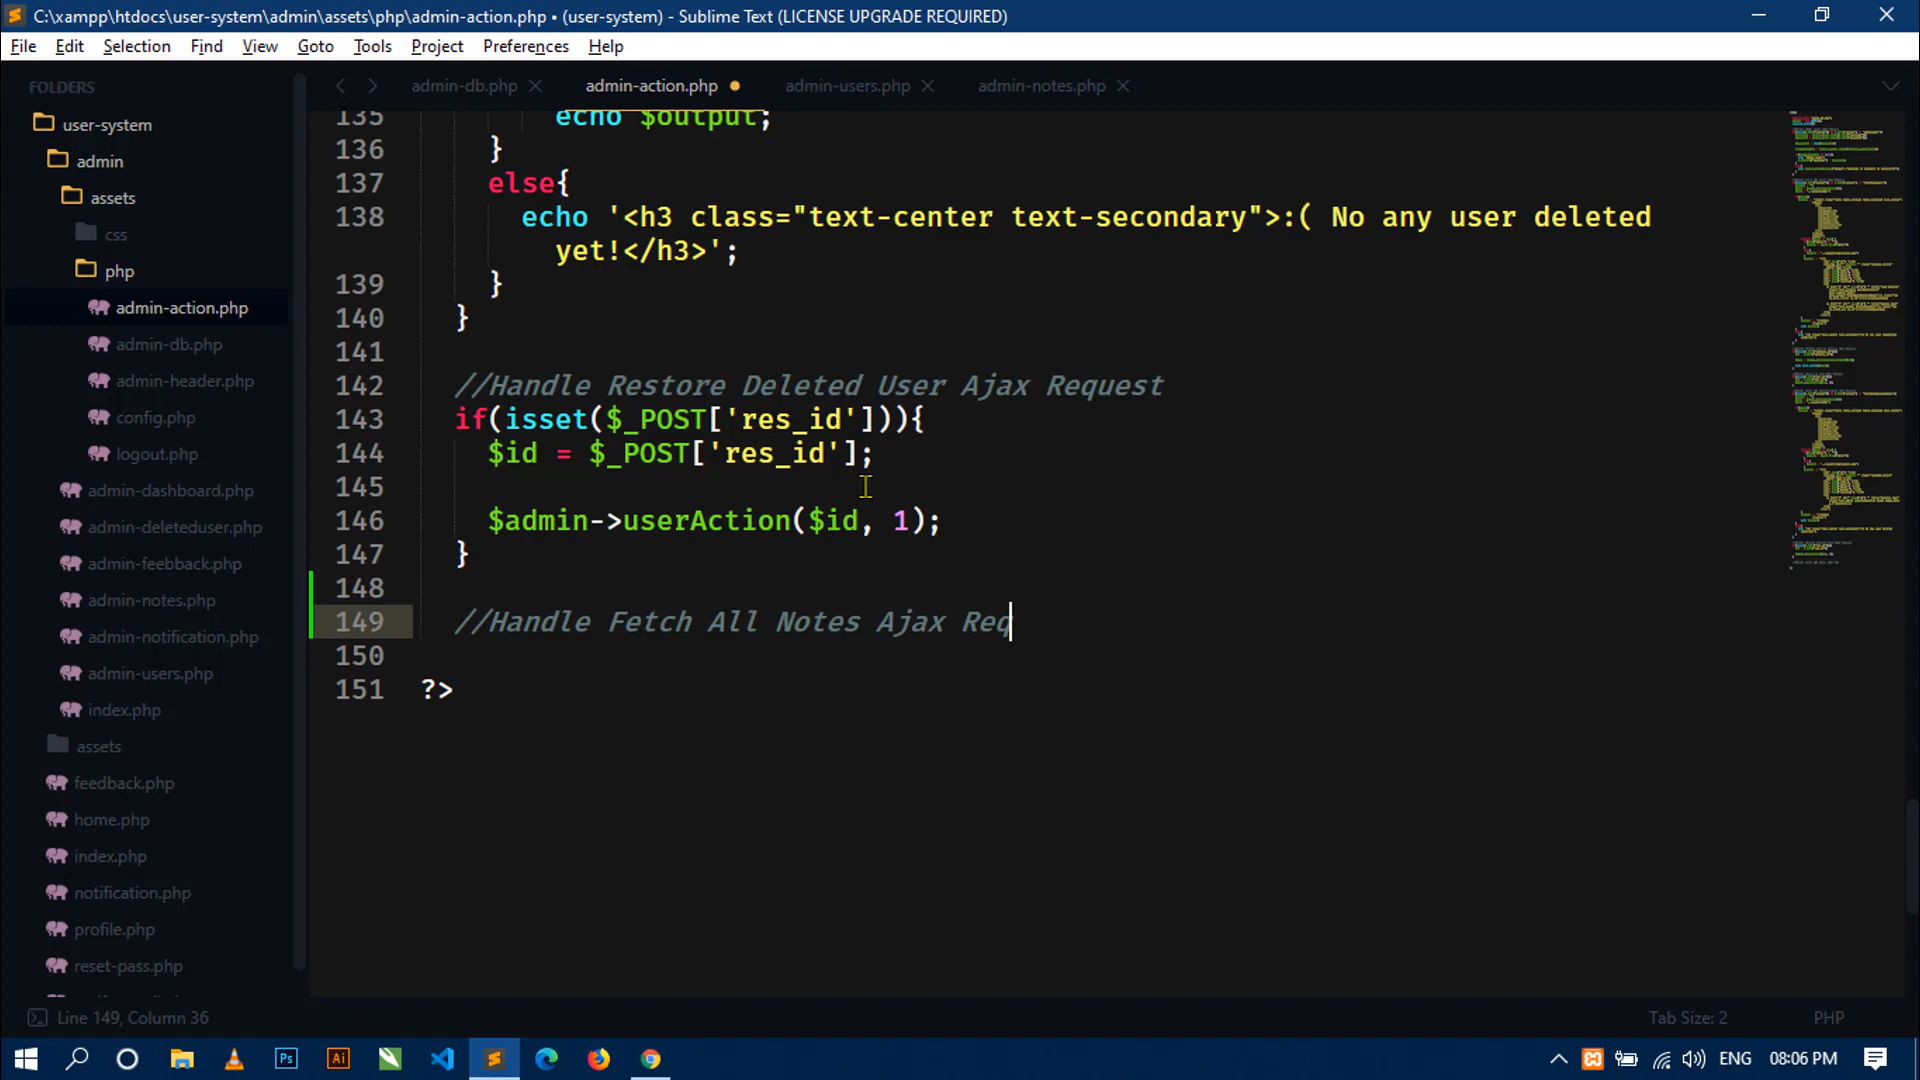 C:\xampp\htdocs\user-system\admin\assets\php\admin-action.php • (user-system) - Sublime Text (LICENSE UPGRADE REQUIRED)
File Edit Selection Find View Goto Tools Project Preferences Help
FOLDERS
user-system
admin
assets
css
php
admin-action.php
admin-db.php
admin-header.php
config.php
logout.php
admin-dashboard.php
admin-deleteduser.php
admin-feebback.php
admin-notes.php
admin-notification.php
admin-users.php
index.php
assets
feedback.php
home.php
index.php
notification.php
profile.php
reset-pass.php
admin-db.php admin-action.php admin-users.php admin-notes.php
135 echo $output;
136 }
137 else{
138 echo '<h3 class="text-center text-secondary">:( No any user deleted
yet!</h3>';
139 }
140 }
141
142 //Handle Restore Deleted User Ajax Request
143 if(isset($_POST['res_id'])){
144 $id = $_POST['res_id'];
145
146 $admin->userAction($id, 1);
147 }
148
149 //Handle Fetch All Notes Ajax Req
150
151 ?>
Line 149, Column 36 Tab Size: 2 PHP
Ps Ai ENG 08:06 PM